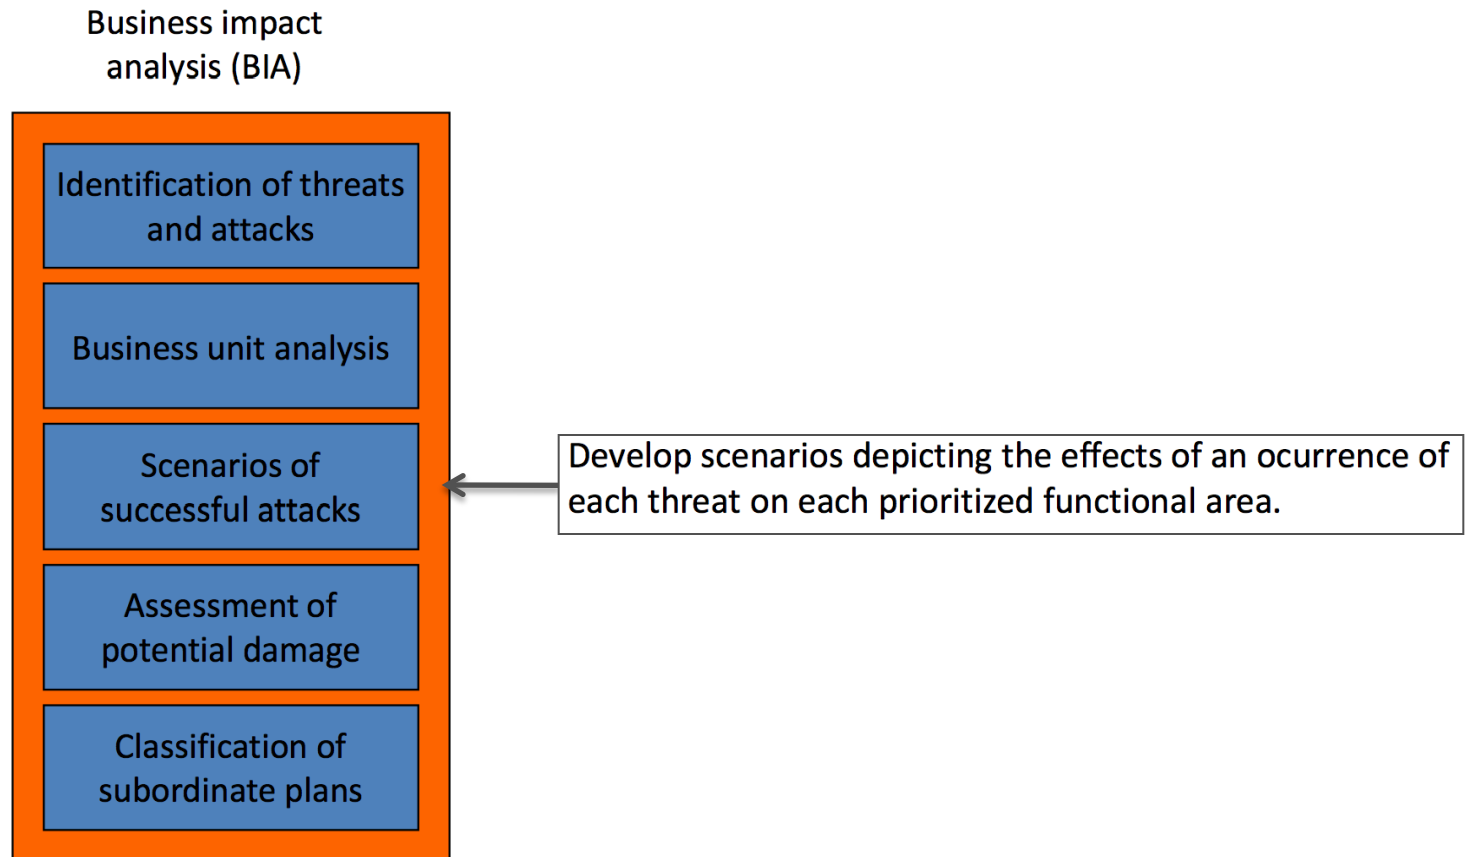 Business impact
analysis (BIA)
Identification of threats
and attacks
Business unit analysis
Scenarios of
successful attacks
Develop scenarios depicting the effects of an ocurrence of
each threat on each prioritized functional area.
Assessment of
potential damage
Classification of
subordinate plans